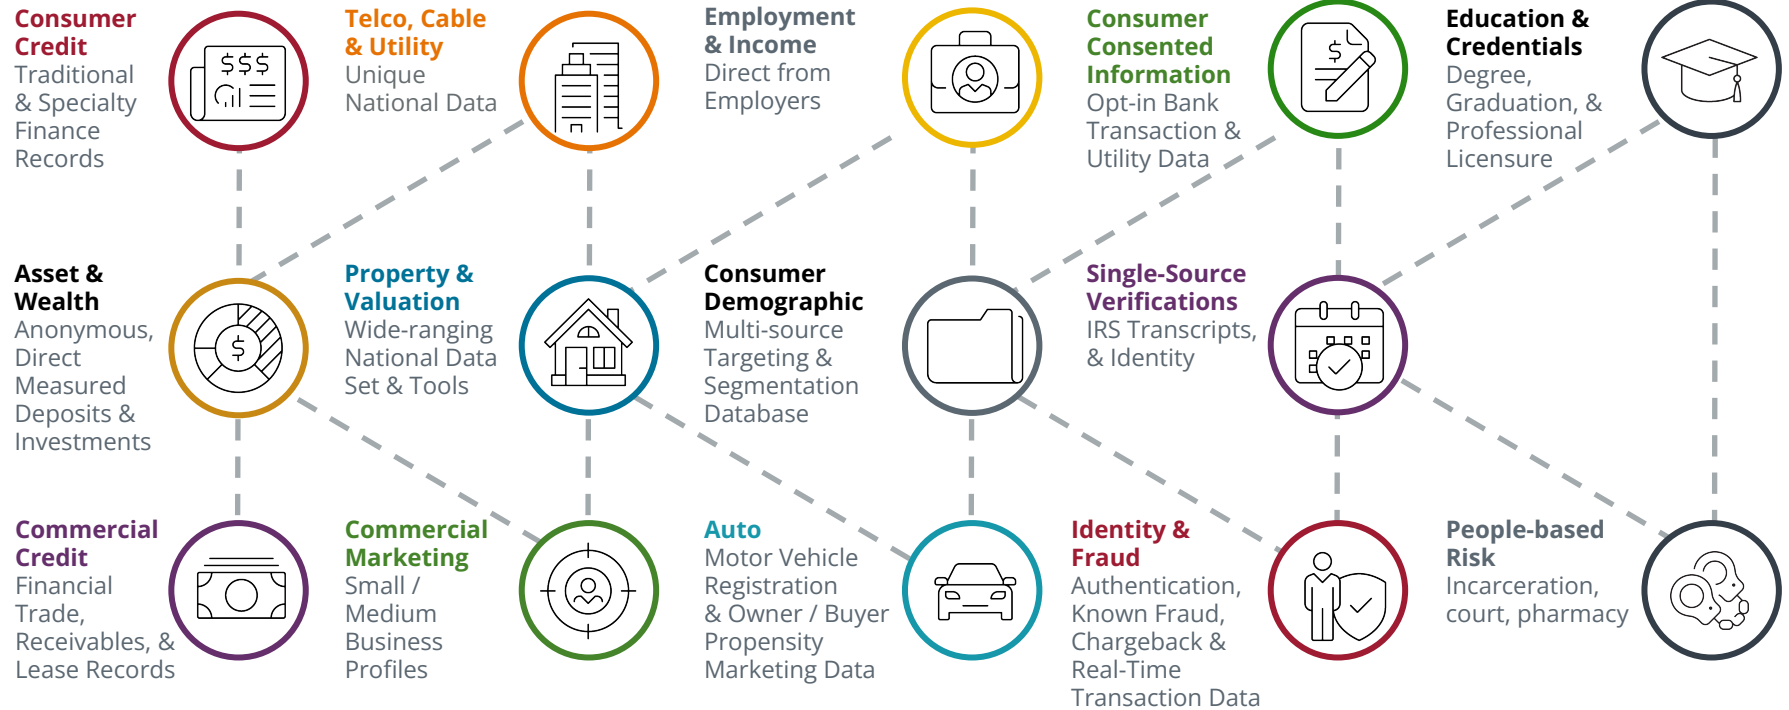 Consumer
Credit
Traditional
& Specialty
Finance
Records
$$$
Telco, Cable
& Utility
Unique
National Data
Employment
& Income
Direct from
Employers
Consumer
Consented
Information
Opt-in Bank
Transaction &
Utility Data
$
Education &
Credentials
Degree,
Graduation, &
Professional
Licensure
Asset &
Wealth
Anonymous,
Direct
Measured
Deposits &
Investments
$
Property &
Valuation
Wide-ranging
National Data
Set & Tools
Consumer
Demographic
Multi-source
Targeting &
Segmentation
Database
Single-Source
Verifications
IRS Transcripts,
& Identity
Commercial
Credit
Financial
Trade,
Receivables, &
Lease Records
Commercial
Marketing
Small /
Medium
Business
Profiles
Auto
Motor Vehicle
Registration
& Owner / Buyer
Propensity
Marketing Data
Identity &
Fraud
Authentication,
Known Fraud,
Chargeback &
Real-Time
Transaction Data
People-based
Risk
Incarceration,
court, pharmacy